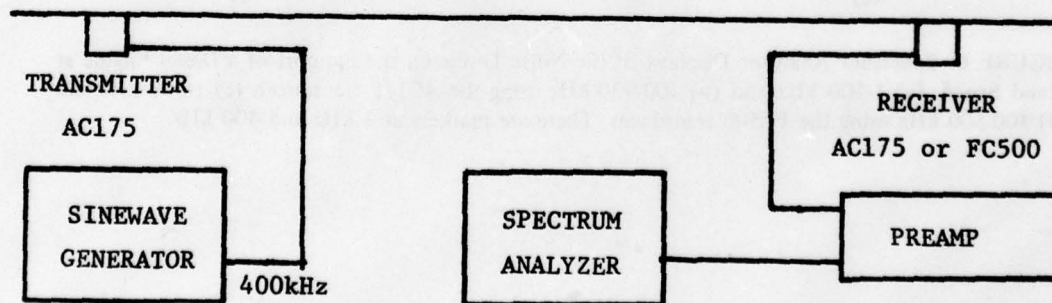 TRANSMITTER
AC175
SINEWAVE
GENERATOR
400kHz
SPECTRUM
ANALYZER
RECEIVER
AC175 or FC500
PREAMP